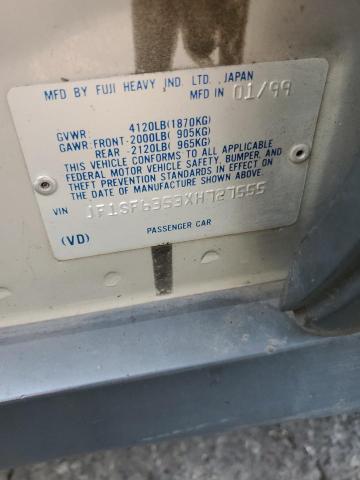 MFD BY FUJI HEAVY IND. LTD. JAPAN
MFD IN 01/99
GVWR: 4120LB(1870KG)
GAWR: FRONT-2000LB( 905KG)
REAR -2120LB( 965KG)
THIS VEHICLE CONFORMS TO ALL APPLICABLE
FEDERAL MOTOR VEHICLE SAFETY, BUMPER, AND
THEFT PREVENTION STANDARDS IN EFFECT ON THE
DATE OF MANUFACTURE SHOWN ABOVE.
VIN JF1SF6353XH727555
(VD) PASSENGER CAR